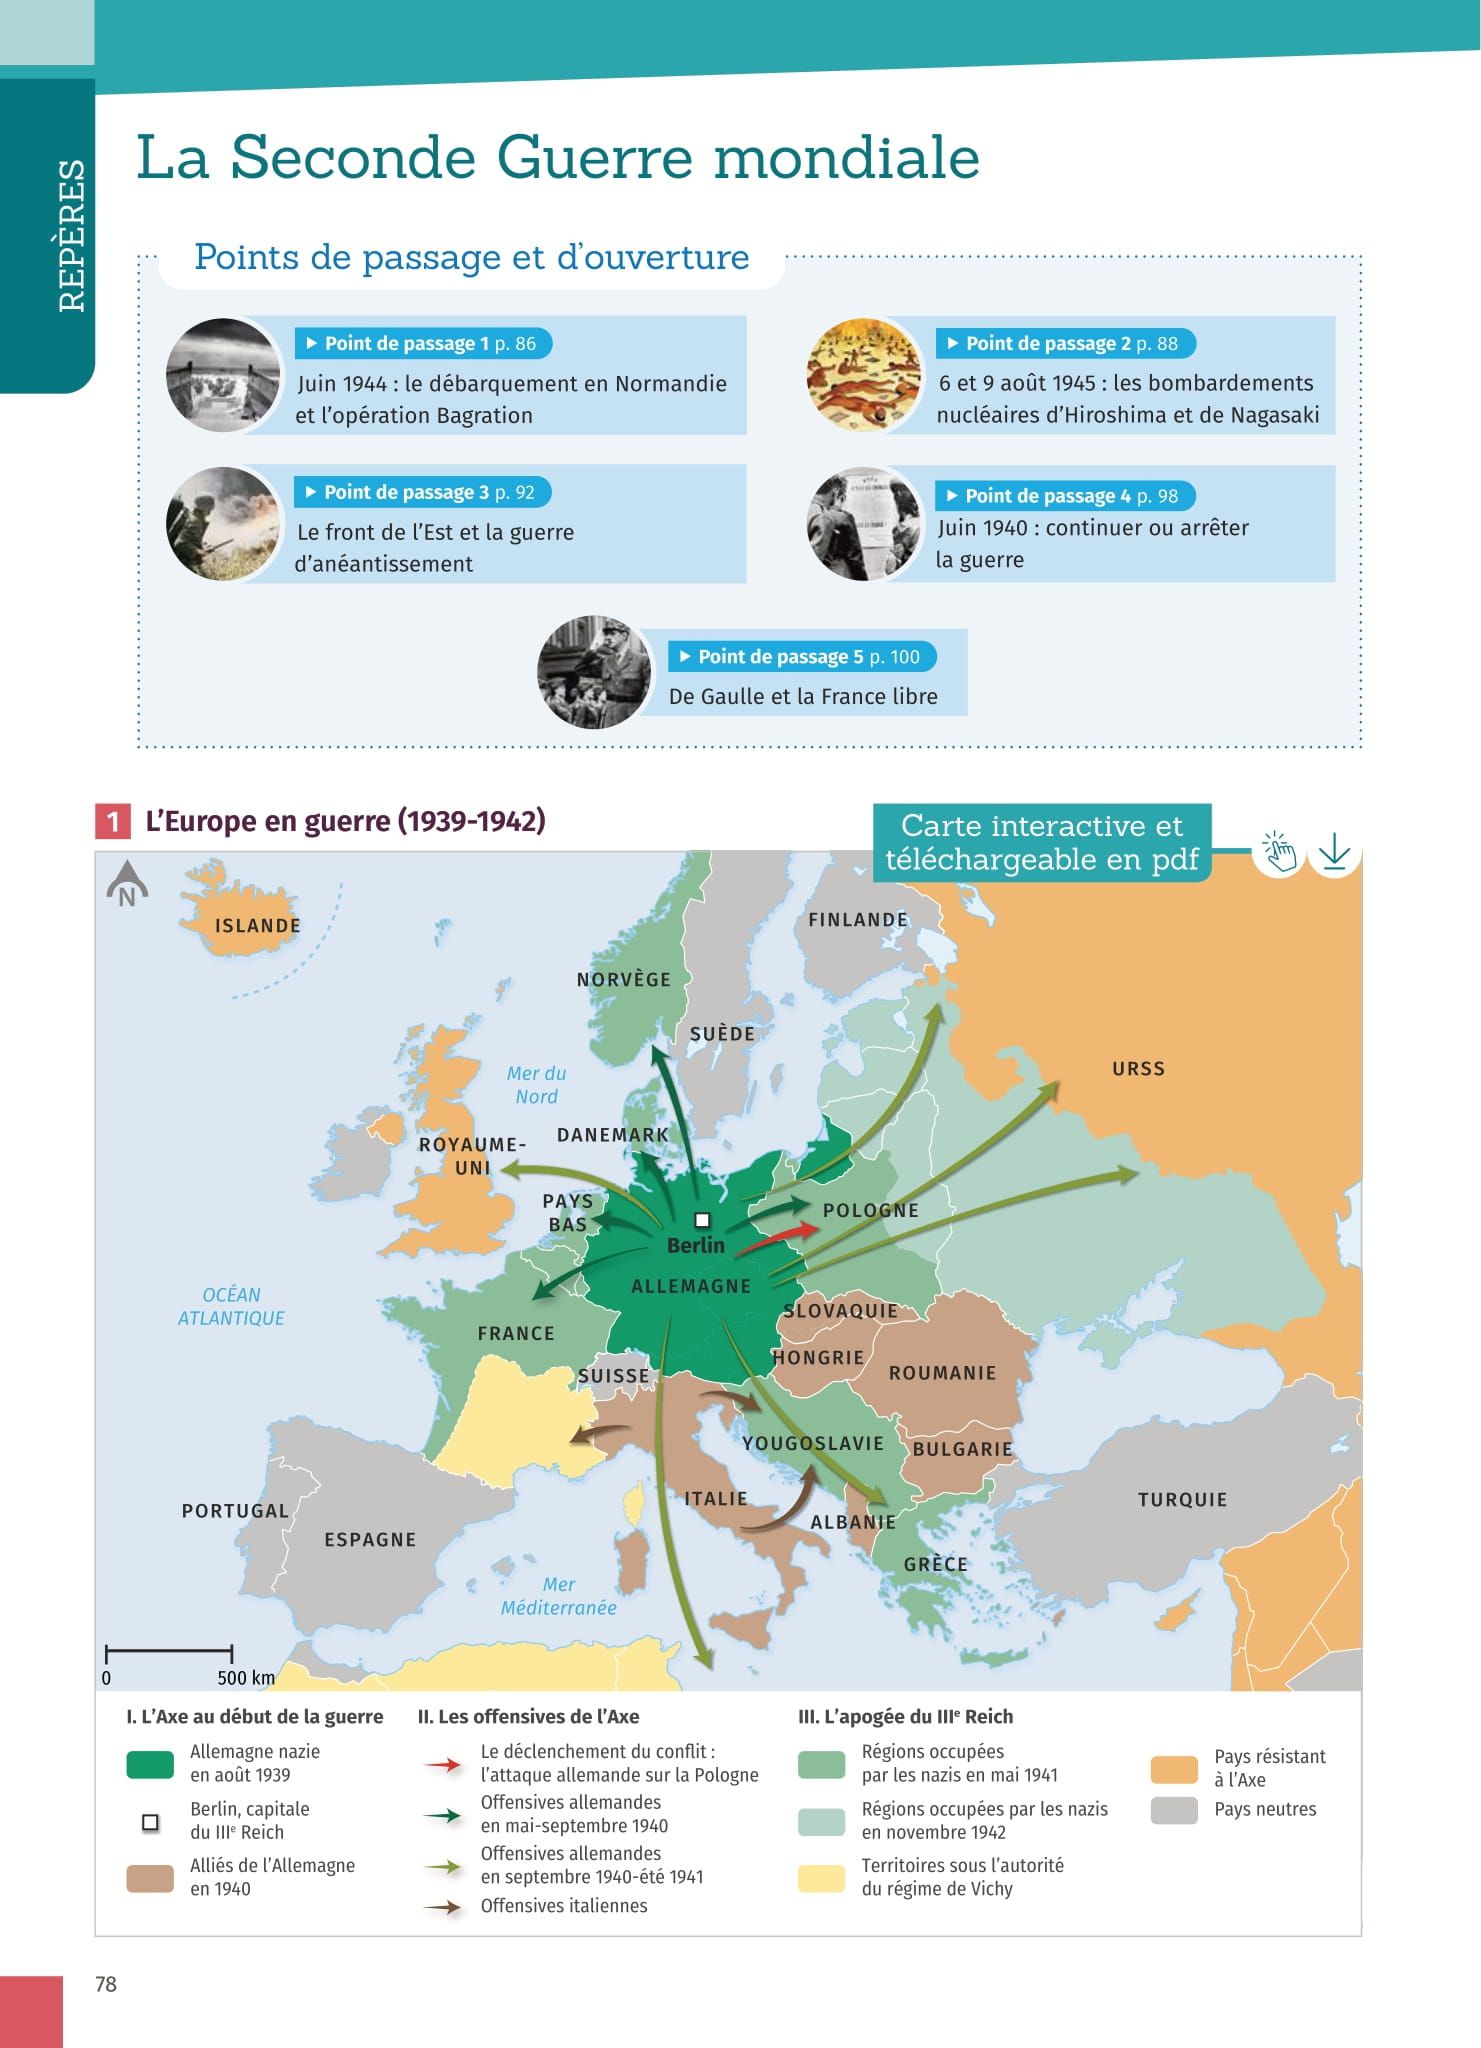 REPÈRES
La Seconde Guerre mondiale
Points de passage et d'ouverture
Point de passage 1 p. 86
Juin 1944 : le débarquement en Normandie
et l'opération Bagration
Point de passage 2 p. 88
6 et 9 août 1945 : les bombardements
nucléaires d'Hiroshima et de Nagasaki
Point de passage 3 p. 92
Le front de l'Est et la guerre
d'anéantissement
Point de passage 4 p. 98
Juin 1940 : continuer ou arrêter
la guerre
Point de passage 5 p. 100
De Gaulle et la France libre
1 L'Europe en guerre (1939-1942)
Carte interactive et
téléchargeable en pdf
N
ISLANDE
FINLANDE
NORVÈGE
SUÈDE
URSS
Mer du
Nord
DANEMARK
ROYAUME-
UNI
PAYS
BAS
POLOGNE
Berlin
ALLEMAGNE
OCÉAN
ATLANTIQUE
SLOVAQUIE
FRANCE
HONGRIE
SUISSE
ROUMANIE
YOUGOSLAVIE
BULGARIE
PORTUGAL
ITALIE
TURQUIE
ALBANIE
ESPAGNE
GRÈCE
Mer
Méditerranée
0 500 km
I. L'Axe au début de la guerre
Allemagne nazie
en août 1939
Berlin, capitale
du IIIe Reich
Alliés de l'Allemagne
en 1940
II. Les offensives de l'Axe
Le déclenchement du conflit :
l'attaque allemande sur la Pologne
Offensives allemandes
en mai-septembre 1940
Offensives allemandes
en septembre 1940-été 1941
Offensives italiennes
III. L'apogée du IIIe Reich
Régions occupées
par les nazis en mai 1941
Régions occupées par les nazis
en novembre 1942
Territoires sous l'autorité
du régime de Vichy
Pays résistant
à l'Axe
Pays neutres
78